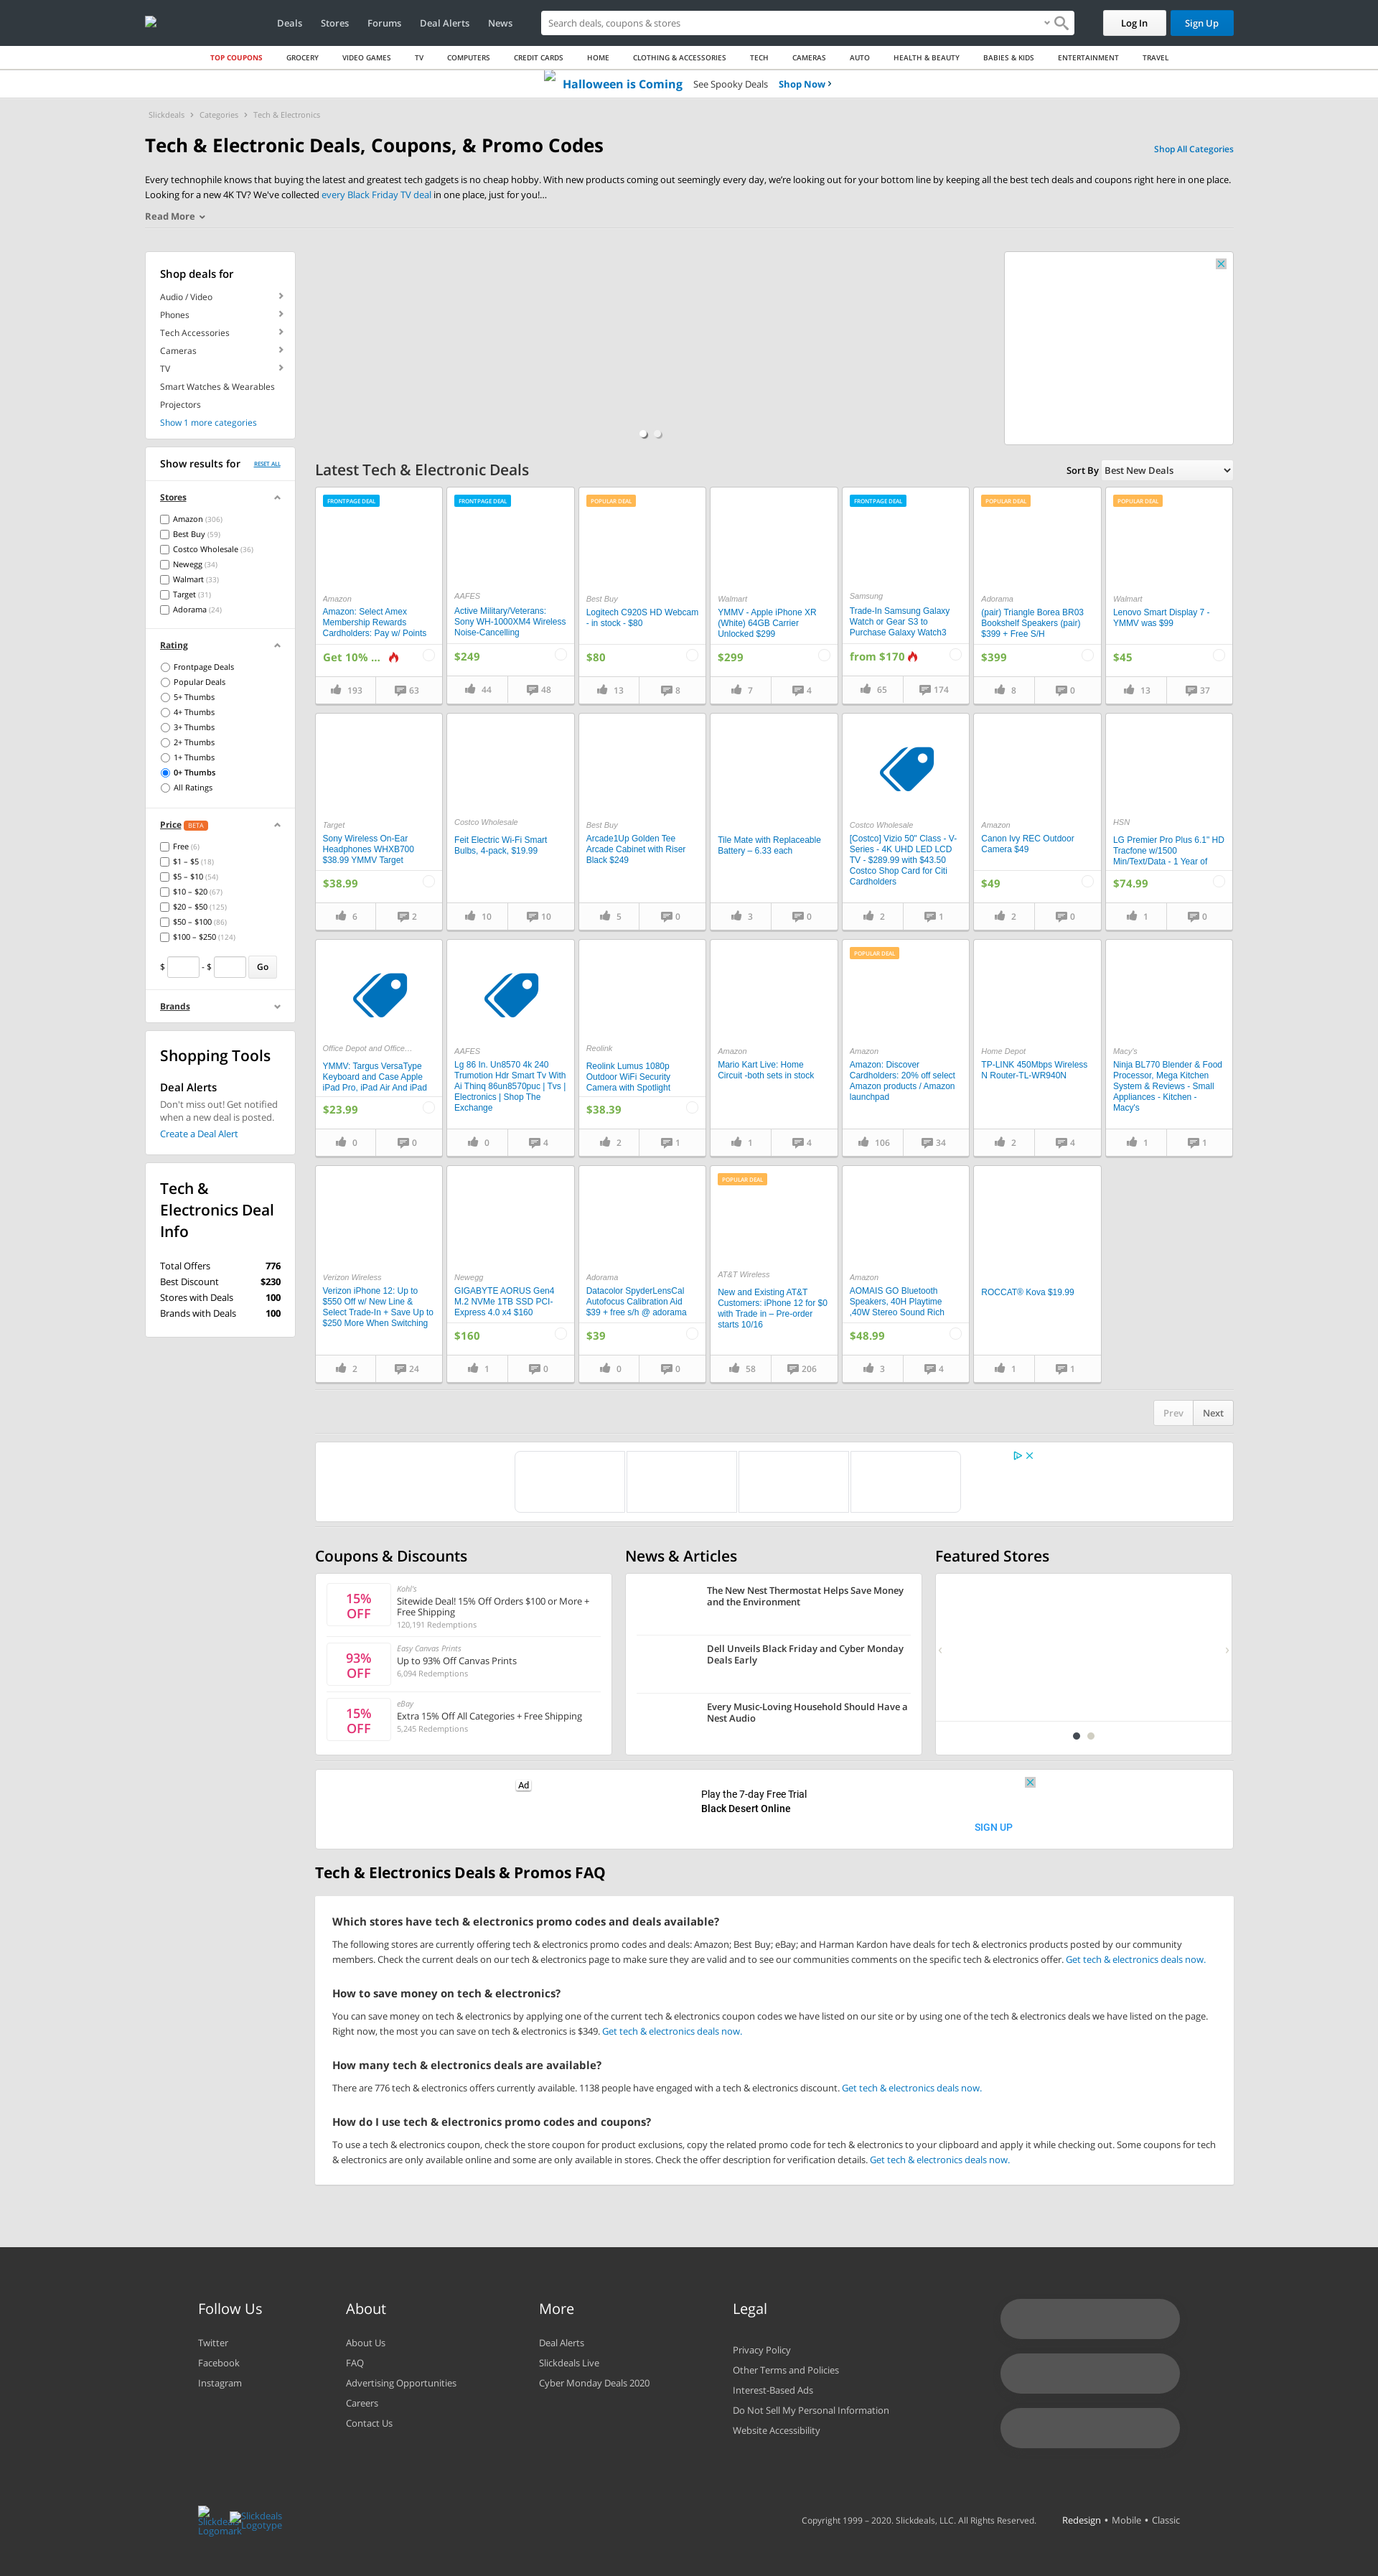 Deals
Stores
Forums
Deal Alerts
News
Search deals, coupons & stores
Log In
Sign Up
TOP COUPONS
GROCERY
VIDEO GAMES
TV
COMPUTERS
CREDIT CARDS
HOME
CLOTHING & ACCESSORIES
TECH
CAMERAS
AUTO
HEALTH & BEAUTY
BABIES & KIDS
ENTERTAINMENT
TRAVEL
Halloween is Coming
See Spooky Deals
Shop Now
Slickdeals
Categories
Tech & Electronics
Tech & Electronic Deals, Coupons, & Promo Codes
Shop All Categories
Every technophile knows that buying the latest and greatest tech gadgets is no cheap hobby. With new products coming out seemingly every day, we're looking out for your bottom line by keeping all the best tech deals and coupons right here in one place.
Looking for a new 4K TV? We've collected every Black Friday TV deal in one place, just for you!...
Read More
Shop deals for
Audio / Video
Phones
Tech Accessories
Cameras
TV
Smart Watches & Wearables
Projectors
Show 1 more categories
Show results for
RESET ALL
Stores
Amazon (306)
Best Buy (59)
Costco Wholesale (36)
Newegg (34)
Walmart (33)
Target (31)
Adorama (24)
Rating
Frontpage Deals
Popular Deals
5+ Thumbs
4+ Thumbs
3+ Thumbs
2+ Thumbs
1+ Thumbs
0+ Thumbs
All Ratings
Price BETA
Free (6)
$1 – $5 (18)
$5 – $10 (54)
$10 – $20 (67)
$20 – $50 (125)
$50 – $100 (86)
$100 – $250 (124)
$ - $ Go
Brands
Shopping Tools
Deal Alerts
Don't miss out! Get notified
when a new deal is posted.
Create a Deal Alert
Tech &
Electronics Deal
Info
Total Offers 776
Best Discount $230
Stores with Deals 100
Brands with Deals 100
Latest Tech & Electronic Deals
Sort By Best New Deals
FRONTPAGE DEAL
Amazon
Amazon: Select Amex
Membership Rewards
Cardholders: Pay w/ Points
Get 10% ...
193
63
FRONTPAGE DEAL
AAFES
Active Military/Veterans:
Sony WH-1000XM4 Wireless
Noise-Cancelling
$249
44
48
POPULAR DEAL
Best Buy
Logitech C920S HD Webcam
- in stock - $80
$80
13
8
Walmart
YMMV - Apple iPhone XR
(White) 64GB Carrier
Unlocked $299
$299
7
4
FRONTPAGE DEAL
Samsung
Trade-In Samsung Galaxy
Watch or Gear S3 to
Purchase Galaxy Watch3
from $170
65
174
POPULAR DEAL
Adorama
(pair) Triangle Borea BR03
Bookshelf Speakers (pair)
$399 + Free S/H
$399
8
0
POPULAR DEAL
Walmart
Lenovo Smart Display 7 -
YMMV was $99
$45
13
37
Target
Sony Wireless On-Ear
Headphones WHXB700
$38.99 YMMV Target
$38.99
6
2
Costco Wholesale
Feit Electric Wi-Fi Smart
Bulbs, 4-pack, $19.99
10
10
Best Buy
Arcade1Up Golden Tee
Arcade Cabinet with Riser
Black $249
5
0
Tile Mate with Replaceable
Battery – 6.33 each
3
0
Costco Wholesale
[Costco] Vizio 50" Class - V-
Series - 4K UHD LED LCD
TV - $289.99 with $43.50
Costco Shop Card for Citi
Cardholders
2
1
Amazon
Canon Ivy REC Outdoor
Camera $49
$49
2
0
HSN
LG Premier Pro Plus 6.1" HD
Tracfone w/1500
Min/Text/Data - 1 Year of
$74.99
1
0
Office Depot and Office...
YMMV: Targus VersaType
Keyboard and Case Apple
iPad Pro, iPad Air And iPad
$23.99
0
0
AAFES
Lg 86 In. Un8570 4k 240
Trumotion Hdr Smart Tv With
Ai Thinq 86un8570puc | Tvs |
Electronics | Shop The
Exchange
0
4
Reolink
Reolink Lumus 1080p
Outdoor WiFi Security
Camera with Spotlight
$38.39
2
1
Amazon
Mario Kart Live: Home
Circuit -both sets in stock
1
4
POPULAR DEAL
Amazon
Amazon: Discover
Cardholders: 20% off select
Amazon products / Amazon
launchpad
106
34
Home Depot
TP-LINK 450Mbps Wireless
N Router-TL-WR940N
2
4
Macy's
Ninja BL770 Blender & Food
Processor, Mega Kitchen
System & Reviews - Small
Appliances - Kitchen -
Macy's
1
1
Verizon Wireless
Verizon iPhone 12: Up to
$550 Off w/ New Line &
Select Trade-In + Save Up to
$250 More When Switching
2
24
Newegg
GIGABYTE AORUS Gen4
M.2 NVMe 1TB SSD PCI-
Express 4.0 x4 $160
$160
1
0
Adorama
Datacolor SpyderLensCal
Autofocus Calibration Aid
$39 + free s/h @ adorama
$39
0
0
POPULAR DEAL
AT&T Wireless
New and Existing AT&T
Customers: iPhone 12 for $0
with Trade in – Pre-order
starts 10/16
58
206
Amazon
AOMAIS GO Bluetooth
Speakers, 40H Playtime
,40W Stereo Sound Rich
$48.99
3
4
ROCCAT® Kova $19.99
1
1
Prev
Next
Coupons & Discounts
15%
OFF
Kohl's
Sitewide Deal! 15% Off Orders $100 or More +
Free Shipping
120,191 Redemptions
93%
OFF
Easy Canvas Prints
Up to 93% Off Canvas Prints
6,094 Redemptions
15%
OFF
eBay
Extra 15% Off All Categories + Free Shipping
5,245 Redemptions
News & Articles
The New Nest Thermostat Helps Save Money
and the Environment
Dell Unveils Black Friday and Cyber Monday
Deals Early
Every Music-Loving Household Should Have a
Nest Audio
Featured Stores
Ad
Play the 7-day Free Trial
Black Desert Online
SIGN UP
Tech & Electronics Deals & Promos FAQ
Which stores have tech & electronics promo codes and deals available?
The following stores are currently offering tech & electronics promo codes and deals: Amazon; Best Buy; eBay; and Harman Kardon have deals for tech & electronics products posted by our community
members. Check the current deals on our tech & electronics page to make sure they are valid and to see our communities comments on the specific tech & electronics offer. Get tech & electronics deals now.
How to save money on tech & electronics?
You can save money on tech & electronics by applying one of the current tech & electronics coupon codes we have listed on our site or by using one of the tech & electronics deals we have listed on the page.
Right now, the most you can save on tech & electronics is $349. Get tech & electronics deals now.
How many tech & electronics deals are available?
There are 776 tech & electronics offers currently available. 1138 people have engaged with a tech & electronics discount. Get tech & electronics deals now.
How do I use tech & electronics promo codes and coupons?
To use a tech & electronics coupon, check the store coupon for product exclusions, copy the related promo code for tech & electronics to your clipboard and apply it while checking out. Some coupons for tech
& electronics are only available online and some are only available in stores. Check the offer description for verification details. Get tech & electronics deals now.
Follow Us
Twitter
Facebook
Instagram
About
About Us
FAQ
Advertising Opportunities
Careers
Contact Us
More
Deal Alerts
Slickdeals Live
Cyber Monday Deals 2020
Legal
Privacy Policy
Other Terms and Policies
Interest-Based Ads
Do Not Sell My Personal Information
Website Accessibility
Slickdeals
Logomark
Slickdeals
Logotype
Copyright 1999 – 2020. Slickdeals, LLC. All Rights Reserved.
Redesign • Mobile • Classic